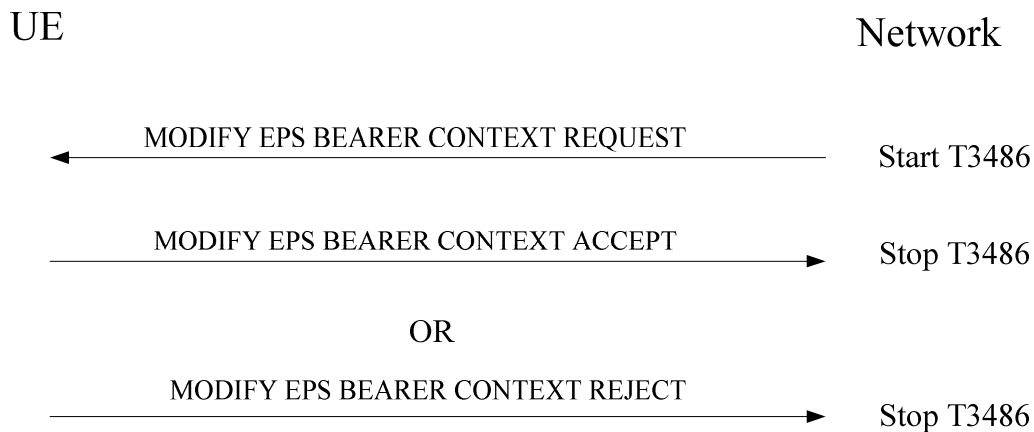 UE
Network
MODIFY EPS BEARER CONTEXT REQUEST
Start T3486
MODIFY EPS BEARER CONTEXT ACCEPT
Stop T3486
OR
MODIFY EPS BEARER CONTEXT REJECT
Stop T3486